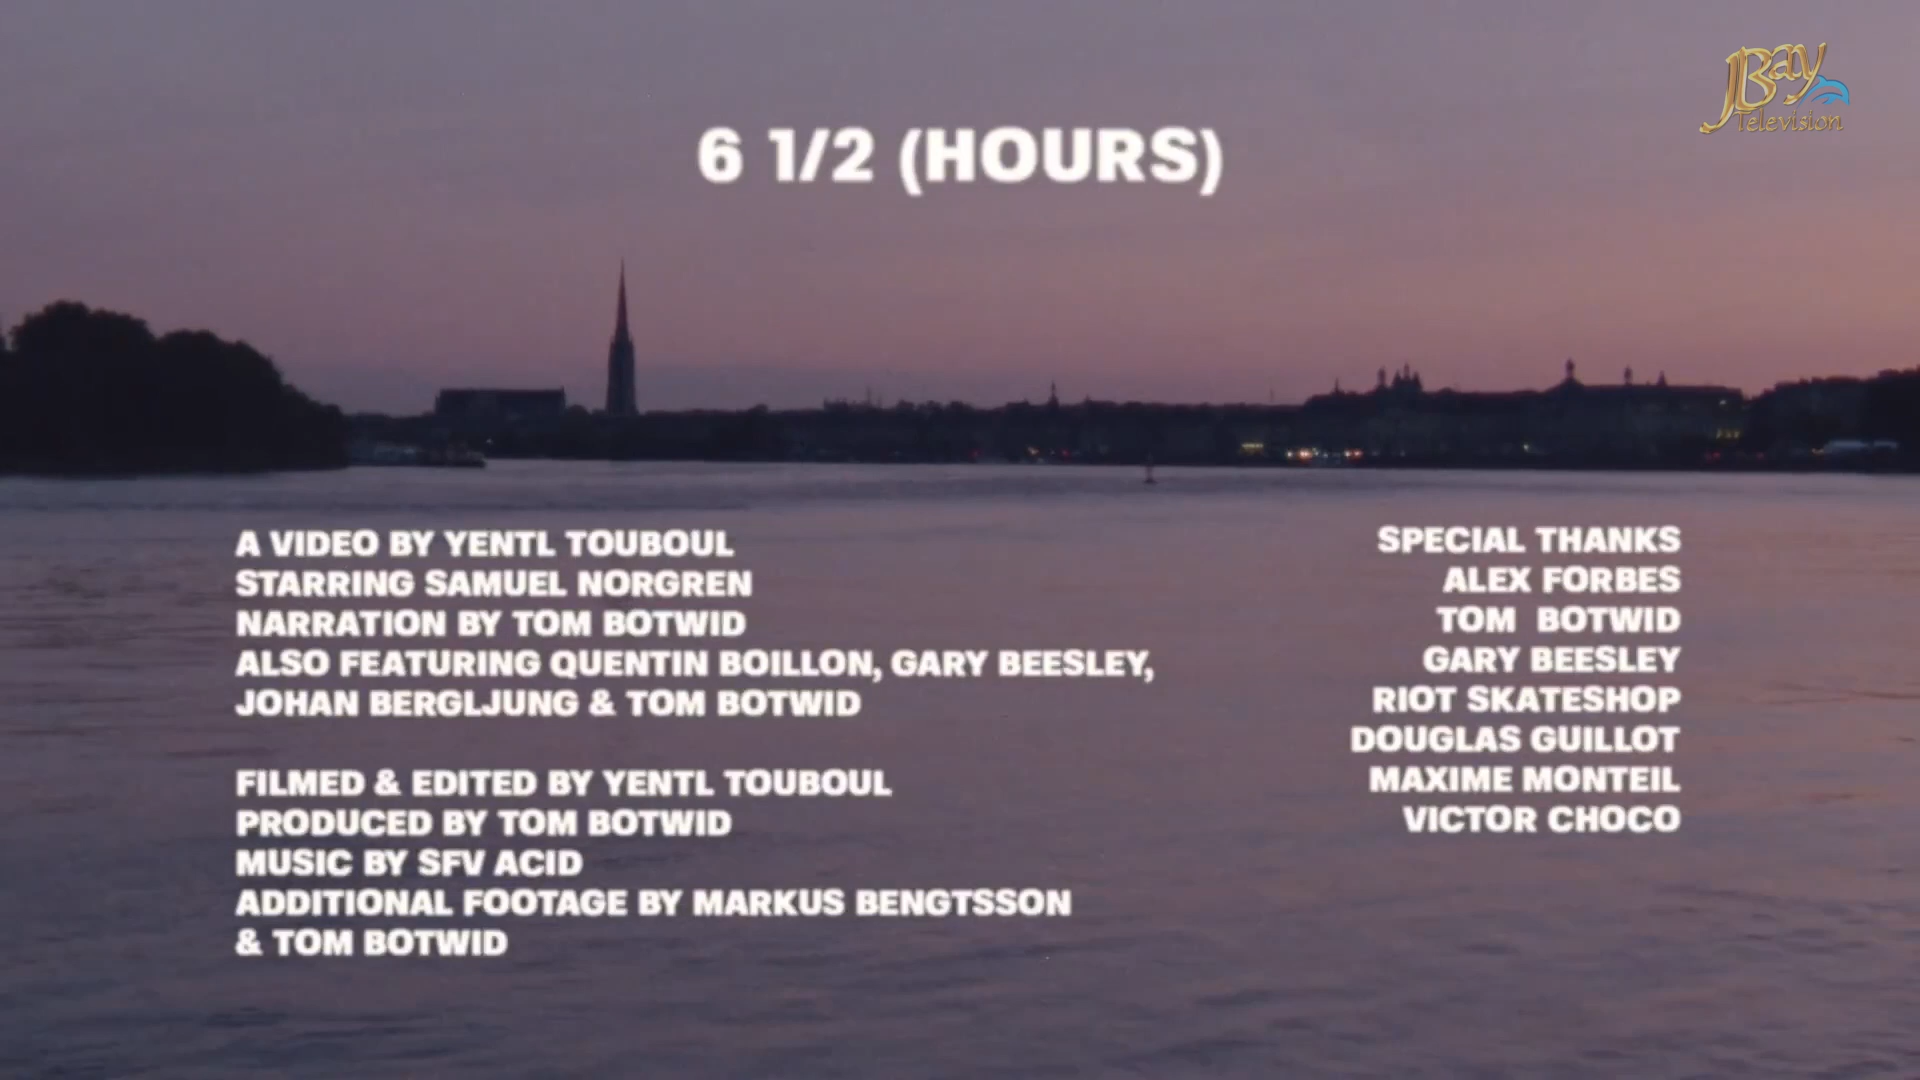 JBay
Television
6 1/2 (HOURS)
A VIDEO BY YENTL TOUBOUL
STARRING SAMUEL NORGREN
NARRATION BY TOM BOTWID
ALSO FEATURING QUENTIN BOILLON, GARY BEESLEY,
JOHAN BERGLJUNG & TOM BOTWID
FILMED & EDITED BY YENTL TOUBOUL
PRODUCED BY TOM BOTWID
MUSIC BY SFV ACID
ADDITIONAL FOOTAGE BY MARKUS BENGTSSON
& TOM BOTWID
SPECIAL THANKS
ALEX FORBES
TOM  BOTWID
GARY BEESLEY
RIOT SKATESHOP
DOUGLAS GUILLOT
MAXIME MONTEIL
VICTOR CHOCO